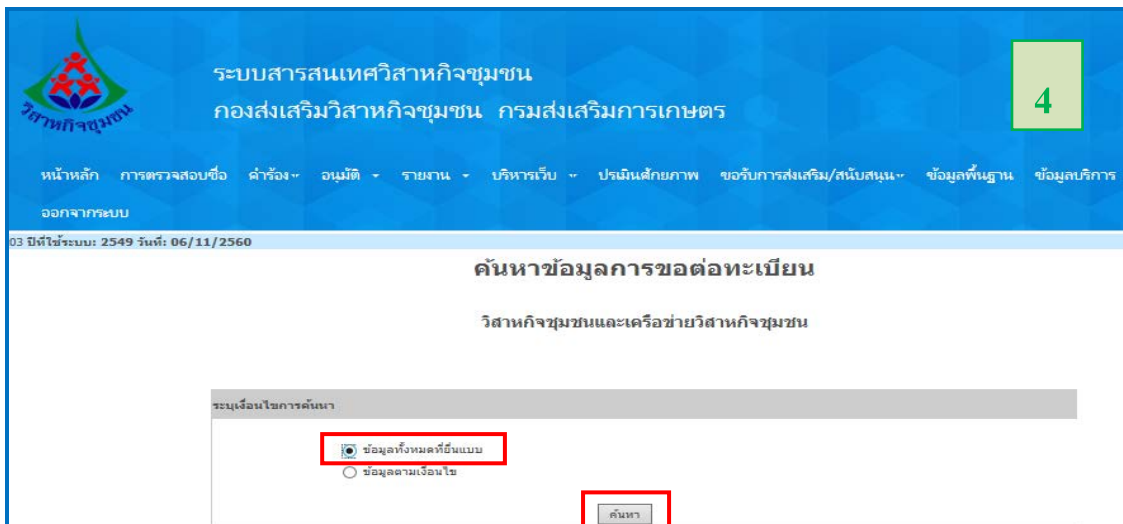 ระบบสารสนเทศวิสาหกิจชุมชน
กองส่งเสริมวิสาหกิจชุมชน กรมส่งเสริมการเกษตร
4
วิสาหกิจชุมชน
หน้าหลัก การตรวจสอบชื่อ คำร้อง อนุมัติ รายงาน บริหารเว็บ ประเมินศักยภาพ ขอรับการส่งเสริม/สนับสนุน ข้อมูลพื้นฐาน ข้อมูลบริการ
ออกจากระบบ
03 ปีที่ใช้ระบบ: 2549 วันที่: 06/11/2560
ค้นหาข้อมูลการขอต่อทะเบียน
วิสาหกิจชุมชนและเครือข่ายวิสาหกิจชุมชน
ระบุเงื่อนไขการค้นหา
ข้อมูลทั้งหมดที่ยื่นแบบ
ข้อมูลตามเงื่อนไข
ค้นหา